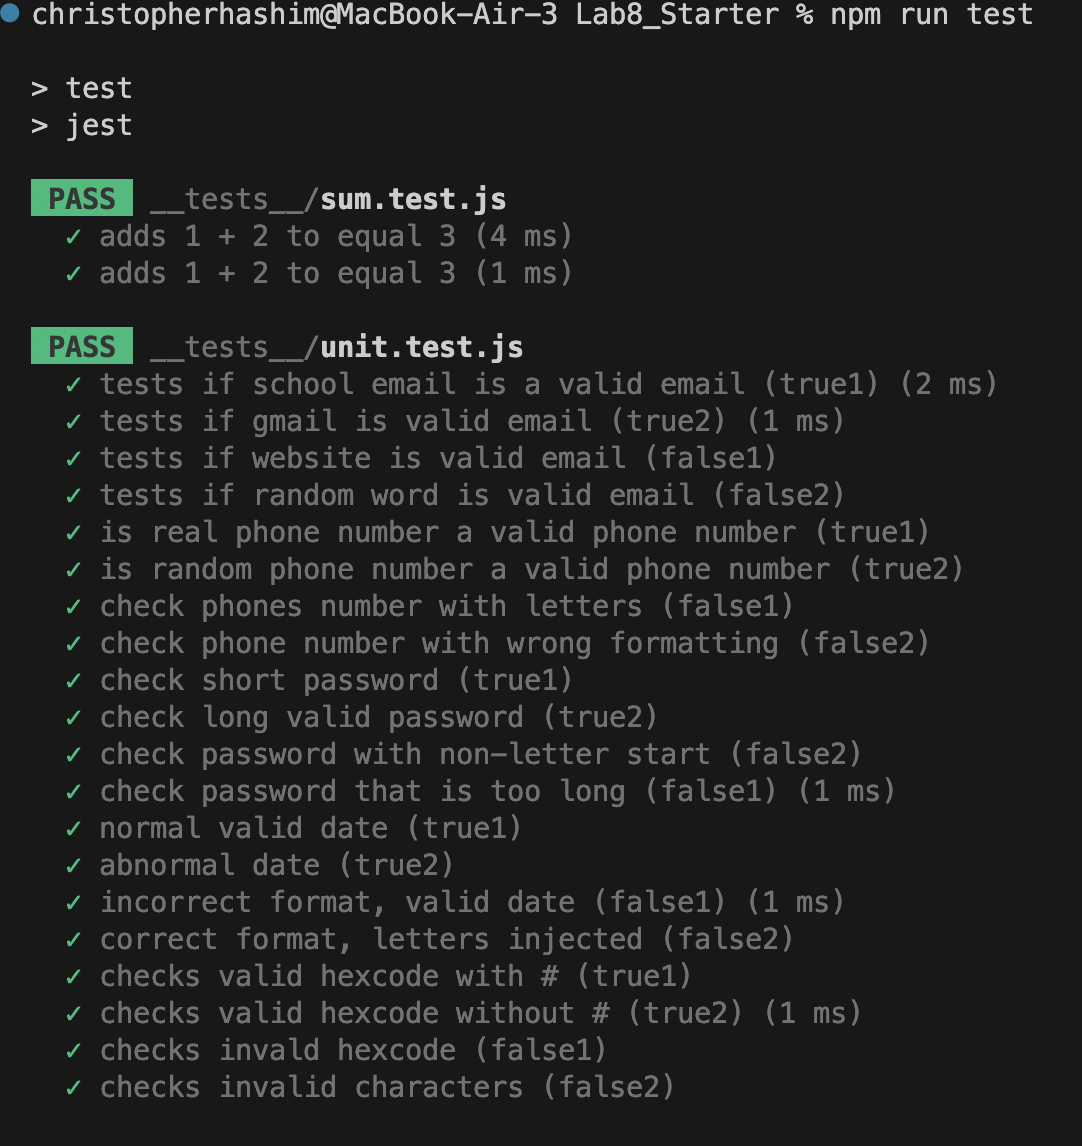 christopherhashim@MacBook-Air-3 Lab8_Starter % npm run test
> test
> jest
PASS __tests__/sum.test.js
✓ adds 1 + 2 to equal 3 (4 ms)
✓ adds 1 + 2 to equal 3 (1 ms)
PASS __tests__/unit.test.js
✓ tests if school email is a valid email (true1) (2 ms)
✓ tests if gmail is valid email (true2) (1 ms)
✓ tests if website is valid email (false1)
✓ tests if random word is valid email (false2)
✓ is real phone number a valid phone number (true1)
✓ is random phone number a valid phone number (true2)
✓ check phones number with letters (false1)
✓ check phone number with wrong formatting (false2)
✓ check short password (true1)
✓ check long valid password (true2)
✓ check password with non-letter start (false2)
✓ check password that is too long (false1) (1 ms)
✓ normal valid date (true1)
✓ abnormal date (true2)
✓ incorrect format, valid date (false1) (1 ms)
✓ correct format, letters injected (false2)
✓ checks valid hexcode with # (true1)
✓ checks valid hexcode without # (true2) (1 ms)
✓ checks invald hexcode (false1)
✓ checks invalid characters (false2)